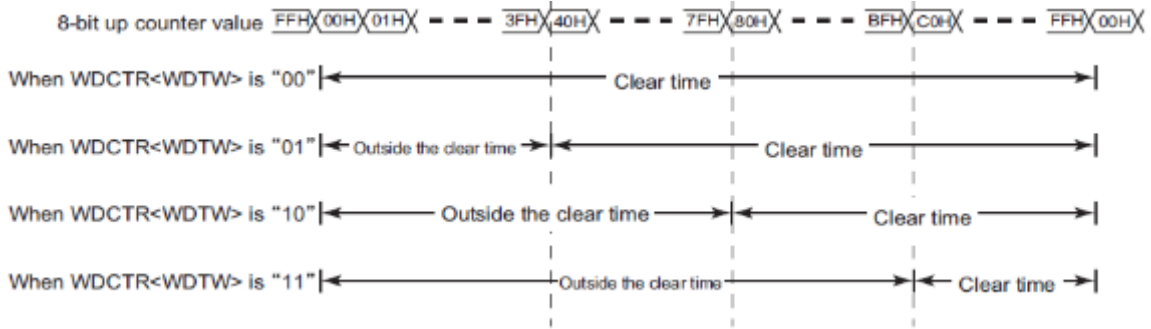 8-bit up counter value FFH 00H 01H 3FH 40H 7FH 80H BFH C0H FFH 00H
When WDCTR<WDTW> is “00” Clear time
When WDCTR<WDTW> is “01” Outside the clear time Clear time
When WDCTR<WDTW> is “10” Outside the clear time Clear time
When WDCTR<WDTW> is “11” Outside the clear time Clear time